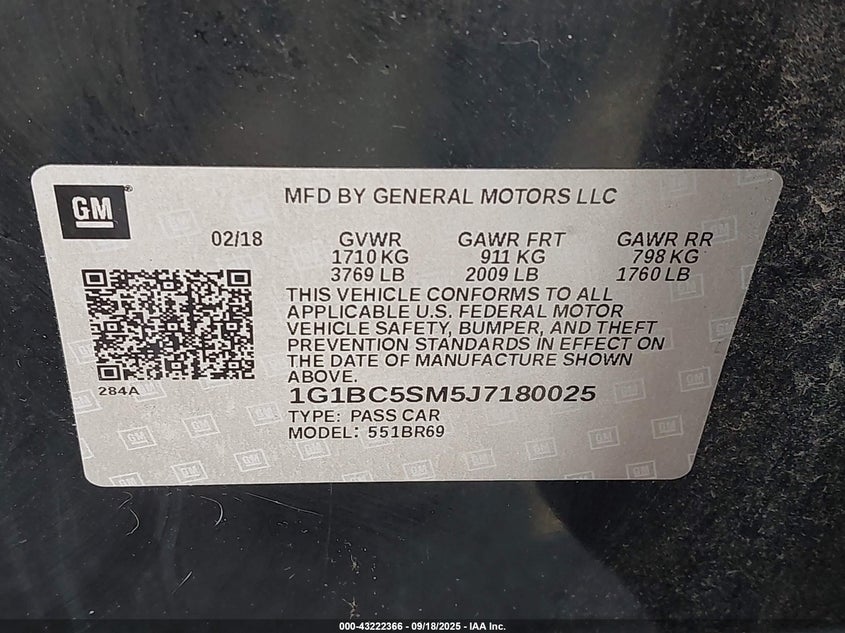 GM
MFD BY GENERAL MOTORS LLC
02/18 GVWR GAWR FRT GAWR RR
1710 KG 911 KG 798 KG
3769 LB 2009 LB 1760 LB
THIS VEHICLE CONFORMS TO ALL
APPLICABLE U.S. FEDERAL MOTOR
VEHICLE SAFETY, BUMPER, AND THEFT
PREVENTION STANDARDS IN EFFECT ON
THE DATE OF MANUFACTURE SHOWN
ABOVE.
284A
1G1BC5SM5J7180025
TYPE: PASS CAR
MODEL: 551BR69
000-43222366 - 09/18/2025 - IAA Inc.